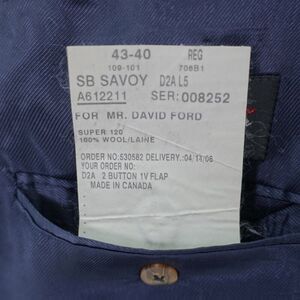 43-40 REG
109-101 706B1
SB SAVOY D2A L5
A612211 SER: 008252
FOR MR. DAVID FORD
SUPER 120
100% WOOL/LAINE
ORDER NO:530582 DELIVERY.:04/11/06
YOUR ORDER NO:
D2A 2 BUTTON 1V FLAP
MADE IN CANADA